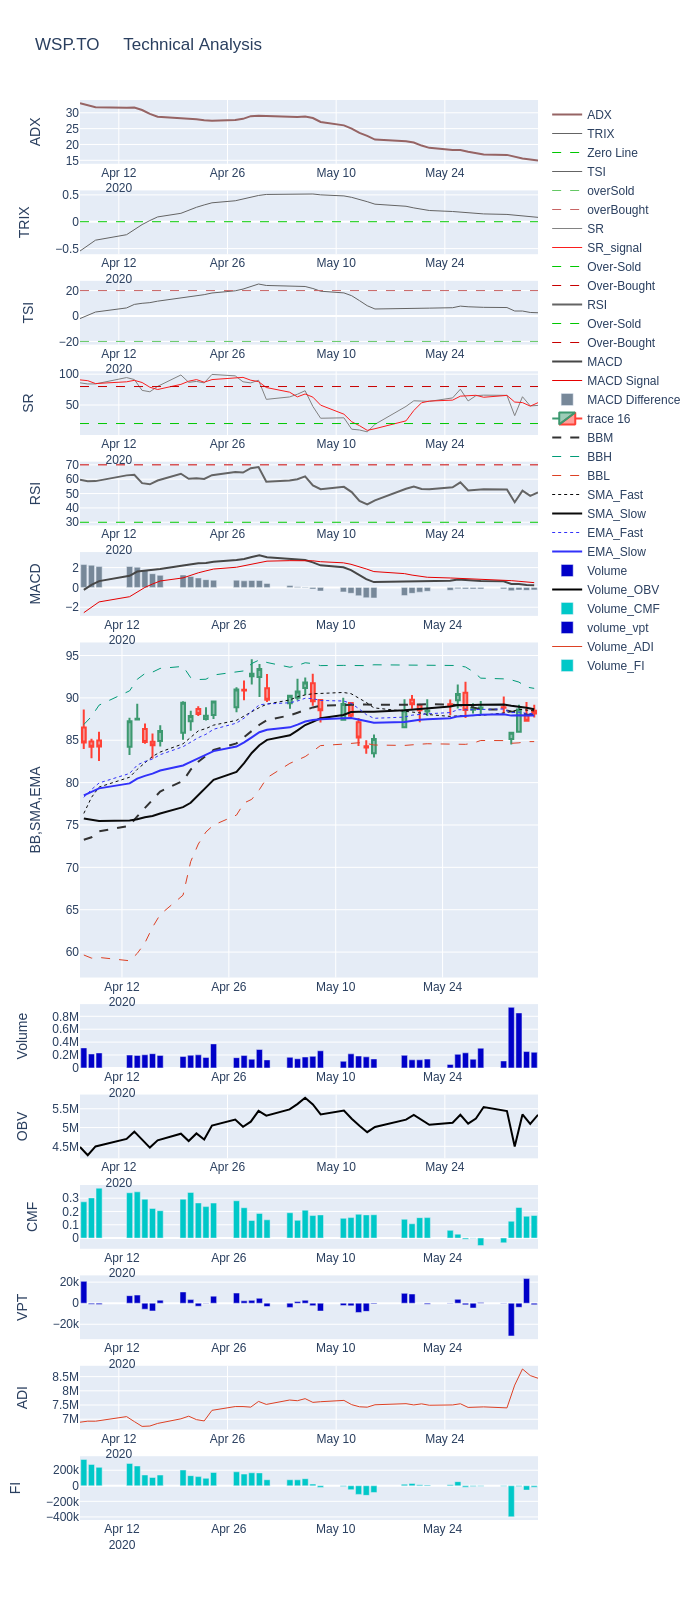 WSP.TO Technical Analysis
ADX
30
25
20
15
Apr 12
2020
Apr 26
May 10
May 24
TRIX
0.5
0
−0.5
Apr 12
2020
Apr 26
May 10
May 24
TSI
20
0
−20
Apr 12
2020
Apr 26
May 10
May 24
SR
100
50
Apr 12
2020
Apr 26
May 10
May 24
RSI
70
60
50
40
30
Apr 12
2020
Apr 26
May 10
May 24
MACD
2
0
−2
Apr 12
2020
Apr 26
May 10
May 24
BB,SMA,EMA
95
90
85
80
75
70
65
60
Apr 12
2020
Apr 26
May 10
May 24
Volume
0.8M
0.6M
0.4M
0.2M
0
Apr 12
2020
Apr 26
May 10
May 24
OBV
5.5M
5M
4.5M
Apr 12
2020
Apr 26
May 10
May 24
CMF
0.3
0.2
0.1
0
Apr 12
2020
Apr 26
May 10
May 24
VPT
20k
0
−20k
Apr 12
2020
Apr 26
May 10
May 24
ADI
8.5M
8M
7.5M
7M
Apr 12
2020
Apr 26
May 10
May 24
FI
200k
0
−200k
−400k
Apr 12
2020
Apr 26
May 10
May 24
ADX
TRIX
Zero Line
TSI
overSold
overBought
SR
SR_signal
Over-Sold
Over-Bought
RSI
Over-Sold
Over-Bought
MACD
MACD Signal
MACD Difference
trace 16
BBM
BBH
BBL
SMA_Fast
SMA_Slow
EMA_Fast
EMA_Slow
Volume
Volume_OBV
Volume_CMF
volume_vpt
Volume_ADI
Volume_FI